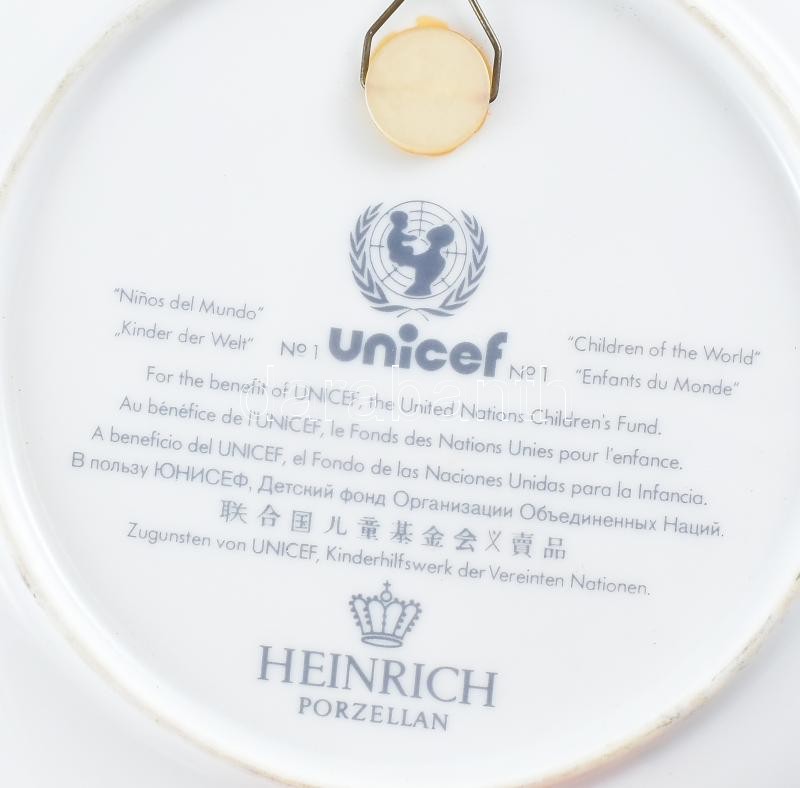 "Niños del Mundo"
„Kinder der Welt"
Nº 1 unicef Nº 1
"Children of the World"
"Enfants du Monde"
For the benefit of UNICEF, the United Nations Children's Fund.
Au bénéfice de l'UNICEF, le Fonds des Nations Unies pour l'enfance.
A beneficio del UNICEF, el Fondo de las Naciones Unidas para la Infancia.
В пользу ЮНИСЕФ, Детский фонд Организации Объединенных Наций.
联合国儿童基金会义賣品
Zugunsten von UNICEF, Kinderhilfswerk der Vereinten Nationen.
HEINRICH
PORZELLAN
darabanth